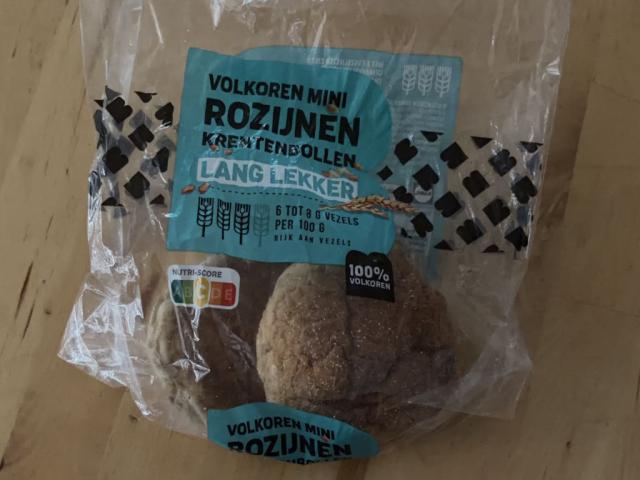 VOLKOREN MINI
ROZIJNEN
KRENTENBOLLEN
LANG LEKKER
6 TOT 8 G VEZELS
PER 100 G
RIJK AAN VEZELS
NUTRI-SCORE
A B C D E
100%
VOLKOREN
VOLKOREN MINI
ROZIJNEN